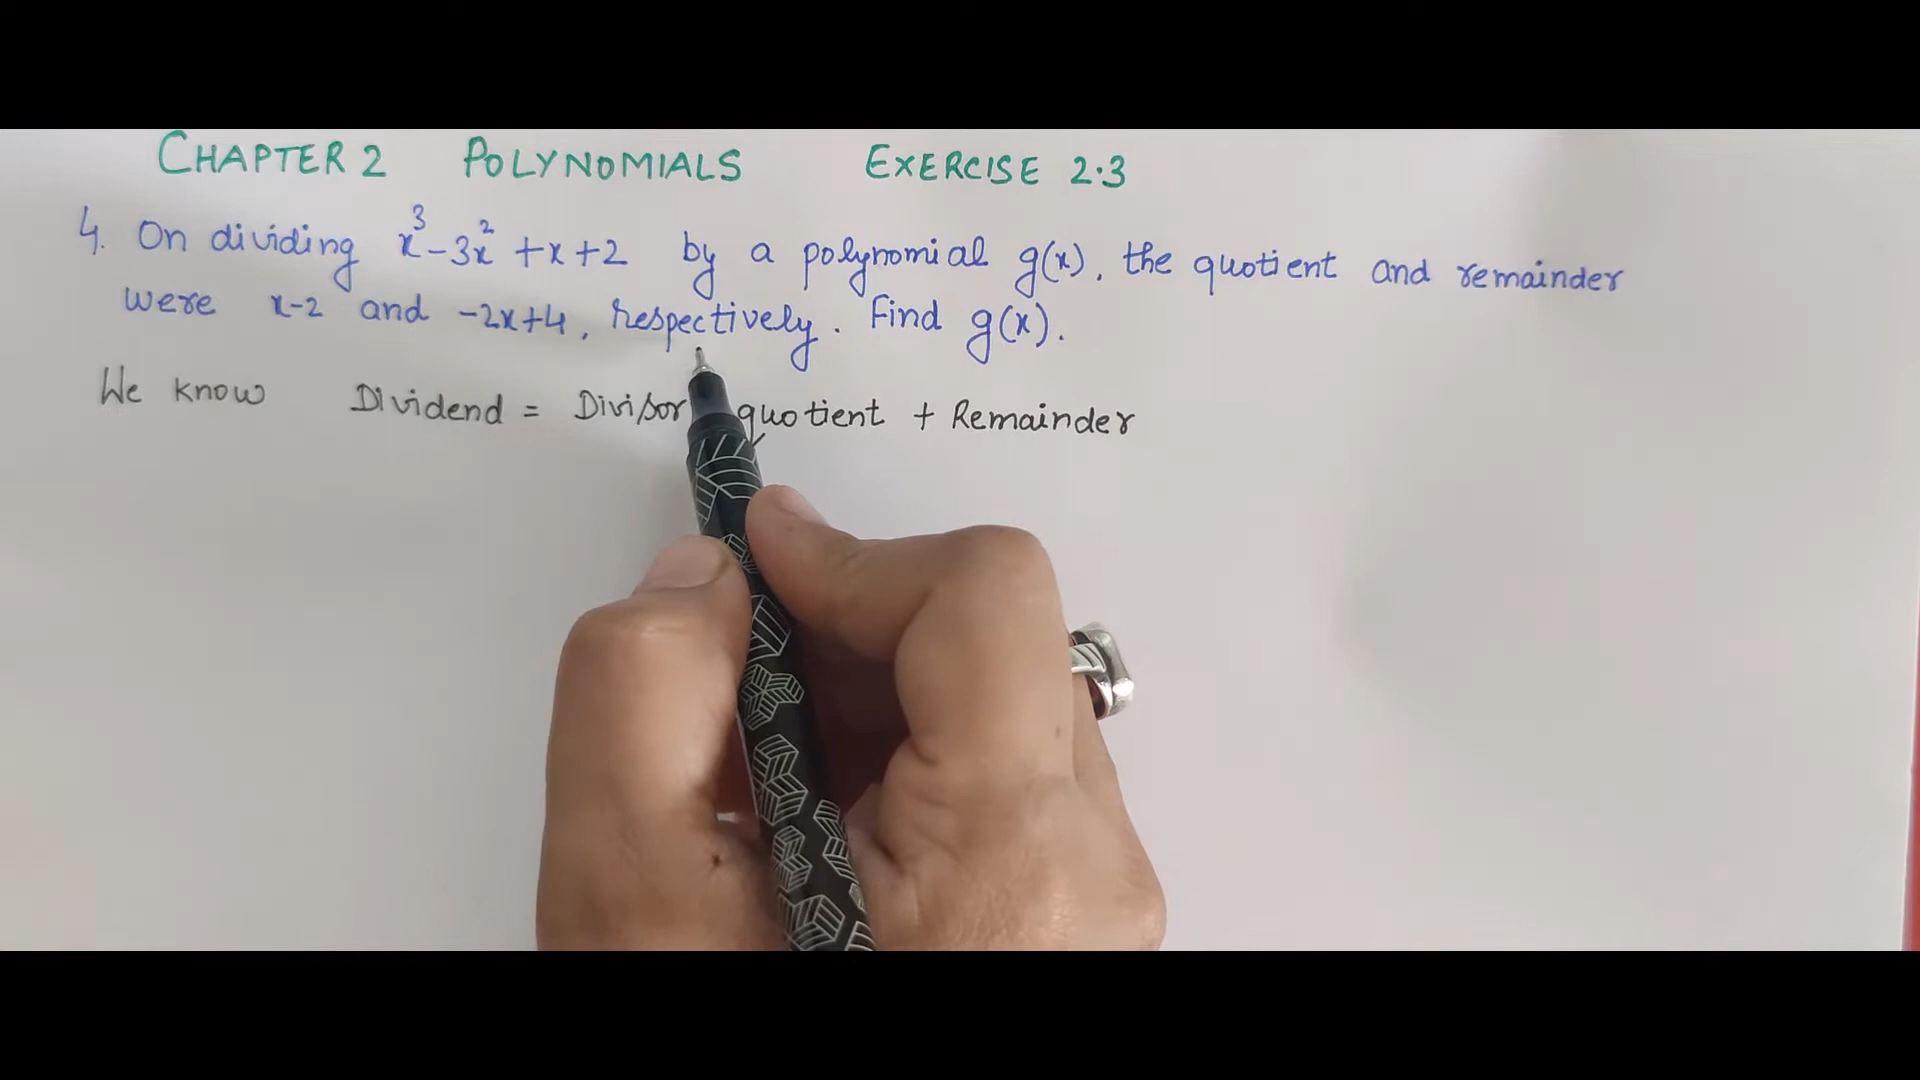 CHAPTER 2 POLYNOMIALS EXERCISE 2.3
4. On dividing x³-3x²+x+2 by a polynomial g(x), the quotient and remainder
were x-2 and -2x+4, respectively. Find g(x).
We know Dividend = Divisor quotient + Remainder